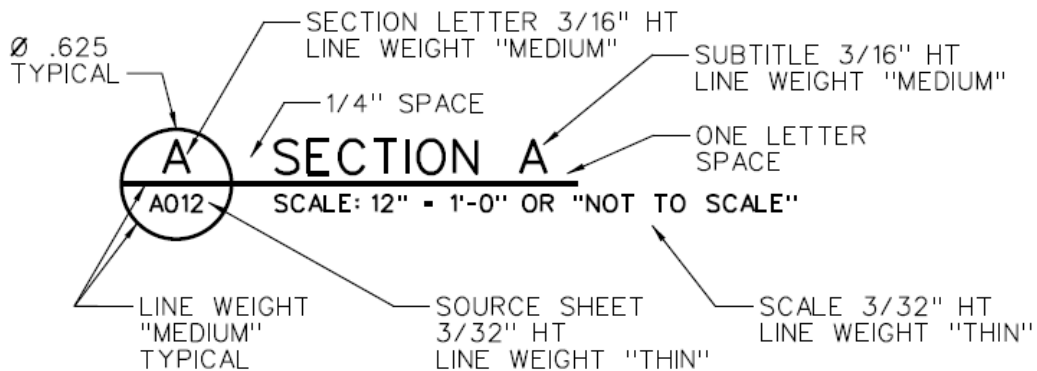 SECTION LETTER 3/16" HT
LINE WEIGHT "MEDIUM"
Ø .625
TYPICAL
SUBTITLE 3/16" HT
LINE WEIGHT "MEDIUM"
1/4" SPACE
ONE LETTER
SPACE
A
SECTION A
A012
SCALE: 12" = 1'-0" OR "NOT TO SCALE"
LINE WEIGHT
"MEDIUM"
TYPICAL
SOURCE SHEET
3/32" HT
LINE WEIGHT "THIN"
SCALE 3/32" HT
LINE WEIGHT "THIN"